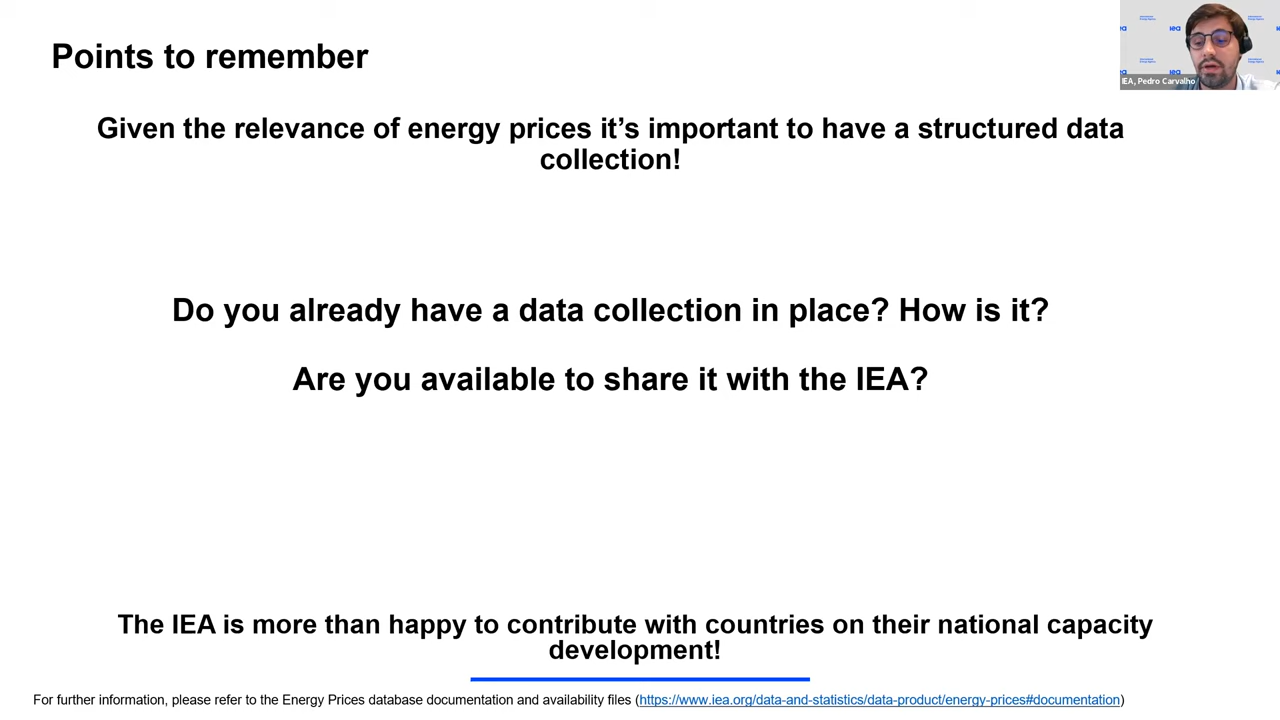 Points to remember
iea
iea
iea
IEA, Pedro Carvalho
Given the relevance of energy prices it's important to have a structured data
collection!
Do you already have a data collection in place? How is it?
Are you available to share it with the IEA?
The IEA is more than happy to contribute with countries on their national capacity
development!
For further information, please refer to the Energy Prices database documentation and availability files (https://www.iea.org/data-and-statistics/data-product/energy-prices#documentation)